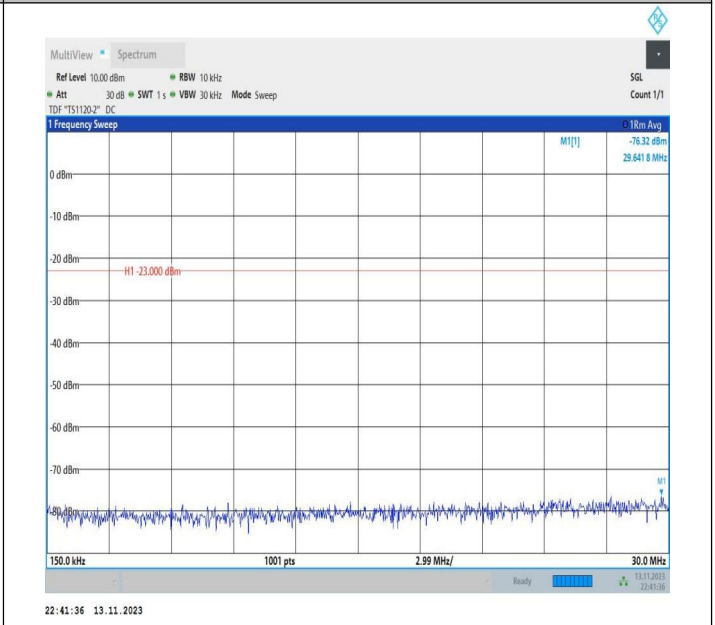 R S
MultiView Spectrum
Ref Level 10.00 dBm RBW 10 kHz SGL
Att 30 dB SWT 1 s VBW 30 kHz Mode Sweep Count 1/1
TDF "TS1120-2" DC
1 Frequency Sweep 1Rm Avg
M1[1] -76.32 dBm
29.641 8 MHz
0 dBm
-10 dBm
-20 dBm
H1 -23.000 dBm
-30 dBm
-40 dBm
-50 dBm
-60 dBm
-70 dBm
M1
-80 dBm
150.0 kHz 1001 pts 2.99 MHz/ 30.0 MHz
Ready 13.11.2023
22:41:36
22:41:36 13.11.2023